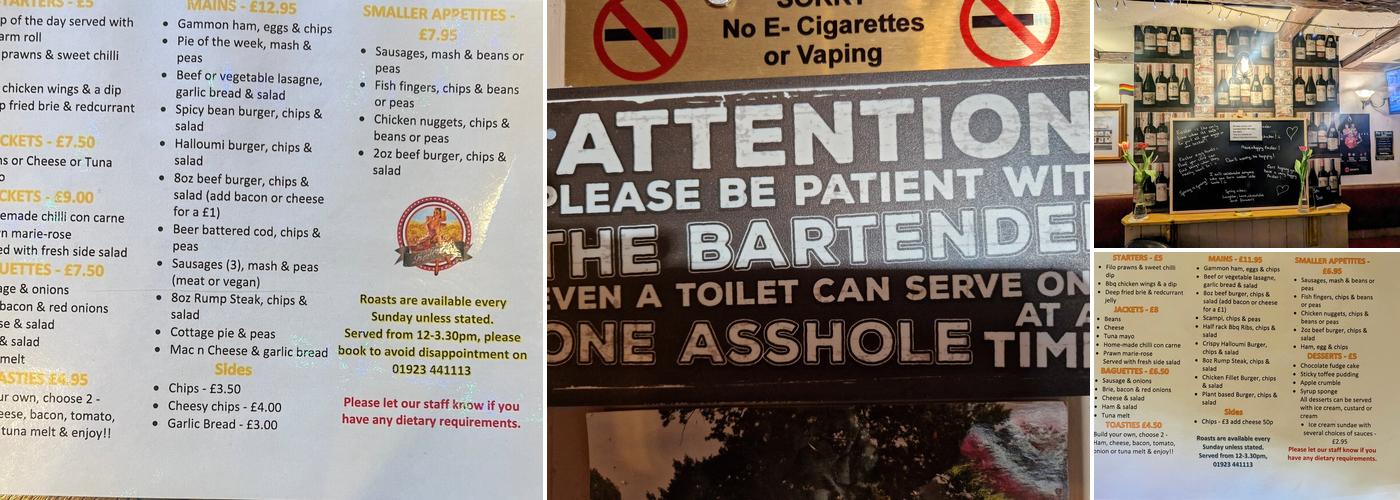 STARTERS - £5
p of the day served with
arm roll
prawns & sweet chilli
chicken wings & a dip
p fried brie & redcurrant
CKETS - £7.50
ns or Cheese or Tuna
o
CKETS - £9.00
emade chilli con carne
n marie-rose
ed with fresh side salad
UETTES - £7.50
age & onions
bacon & red onions
se & salad
& salad
melt
ASTIES £4.95
ur own, choose 2 -
eese, bacon, tomato,
tuna melt & enjoy!!
MAINS - £12.95
Gammon ham, eggs & chips
Pie of the week, mash &
peas
Beef or vegetable lasagne,
garlic bread & salad
Spicy bean burger, chips &
salad
Halloumi burger, chips &
salad
8oz beef burger, chips &
salad (add bacon or cheese
for a £1)
Beer battered cod, chips &
peas
Sausages (3), mash & peas
(meat or vegan)
8oz Rump Steak, chips &
salad
Cottage pie & peas
Mac n Cheese & garlic bread
Sides
Chips - £3.50
Cheesy chips - £4.00
Garlic Bread - £3.00
SMALLER APPETITES -
£7.95
Sausages, mash & beans or
peas
Fish fingers, chips & beans
or peas
Chicken nuggets, chips &
beans or peas
2oz beef burger, chips &
salad
Roasts are available every
Sunday unless stated.
Served from 12-3.30pm, please
book to avoid disappointment on
01923 441113
Please let our staff know if you
have any dietary requirements.
SORRY
No E- Cigarettes
or Vaping
ATTENTION
PLEASE BE PATIENT WIT
THE BARTENDE
EVEN A TOILET CAN SERVE ON
ONE ASSHOLE AT A
TIM
STARTERS - £5
Filo prawns & sweet chilli
dip
Bbq chicken wings & a dip
Deep fried brie & redcurrant
jelly
JACKETS - £8
Beans
Cheese
Tuna mayo
Home-made chilli con carne
Prawn marie-rose
Served with fresh side salad
BAGUETTES - £6.50
Sausage & onions
Brie, bacon & red onions
Cheese & salad
Ham & salad
Tuna melt
TOASTIES £4.50
Build your own, choose 2 -
Ham, cheese, bacon, tomato,
onion or tuna melt & enjoy!!
MAINS - £11.95
Gammon ham, eggs & chips
Beef or vegetable lasagne,
garlic bread & salad
8oz beef burger, chips &
salad (add bacon or cheese
for a £1)
Scampi, chips & peas
Half rack Bbq Ribs, chips &
salad
Crispy Halloumi Burger,
chips & salad
8oz Rump Steak, chips &
salad
Chicken Fillet Burger, chips
& salad
Plant based Burger, chips &
salad
Sides
Chips - £3 add cheese 50p
Roasts are available every
Sunday unless stated.
Served from 12-3.30pm,
01923 441113
SMALLER APPETITES -
£6.95
Sausages, mash & beans or
peas
Fish fingers, chips & beans
or peas
Chicken nuggets, chips &
beans or peas
2oz beef burger, chips &
salad
Ham, egg & chips
DESSERTS - £5
Chocolate fudge cake
Sticky toffee pudding
Apple crumble
Syrup sponge
All desserts can be served
with ice cream, custard or
cream
Ice cream sundae with
several choices of sauces -
£2.95
Please let our staff know if you
have any dietary requirements.